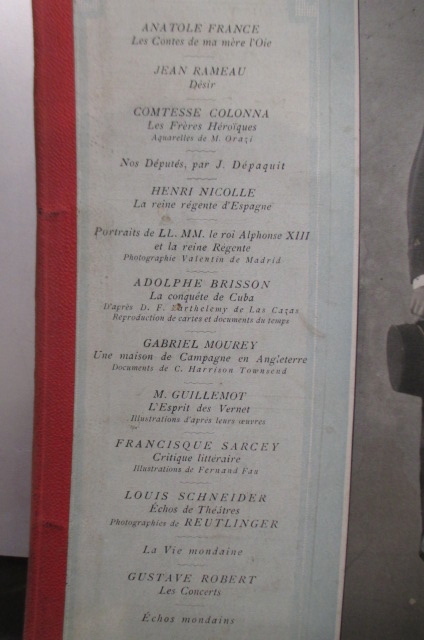 ANATOLE FRANCE
Les Contes de ma mère l'Oie
JEAN RAMEAU
Désir
COMTESSE COLONNA
Les Frères Héroïques
Aquarelles de M. Orazi
Nos Députés, par J. Dépaquit
HENRI NICOLLE
La reine régente d'Espagne
Portraits de LL. MM. le roi Alphonse XIII
et la reine Régente
Photographie Valentin de Madrid
ADOLPHE BRISSON
La conquête de Cuba
D'après D. F. Barthelemy de Las Cazas
Reproduction de cartes et documents du temps
GABRIEL MOUREY
Une maison de Campagne en Angleterre
Documents de C. Harrison Townsend
M. GUILLEMOT
L'Esprit des Vernet
Illustrations d'après leurs œuvres
FRANCISQUE SARCEY
Critique littéraire
Illustrations de Fernand Fau
LOUIS SCHNEIDER
Échos de Théâtres
Photographies de REUTLINGER
La Vie mondaine
GUSTAVE ROBERT
Les Concerts
Échos mondains